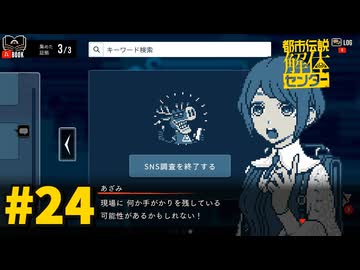 BOOK
集めた
証拠
3/3
キーワード検索
都市伝説
解体
センター
LOG
SNS調査を終了する
あざみ
現場に 何か手がかりを残している
可能性があるかもしれない！
#24